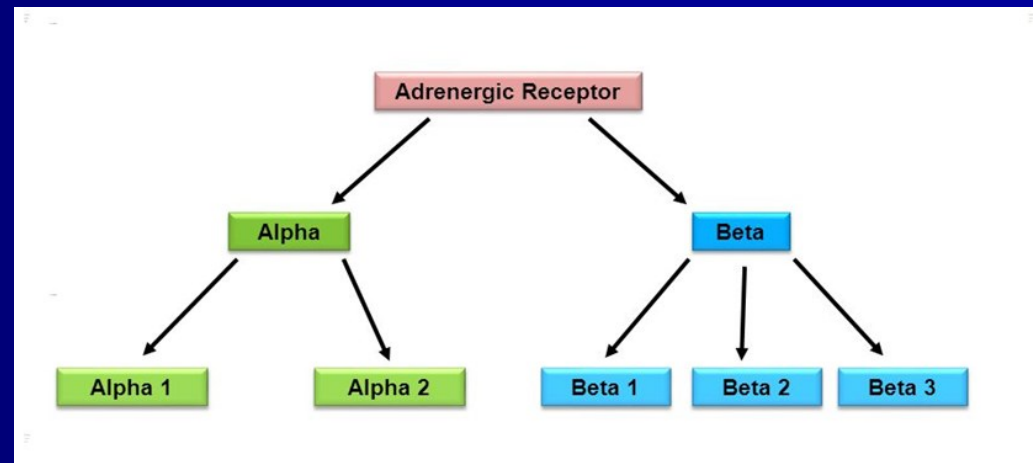 Adrenergic Receptor
Alpha
Beta
Alpha 1
Alpha 2
Beta 1
Beta 2
Beta 3